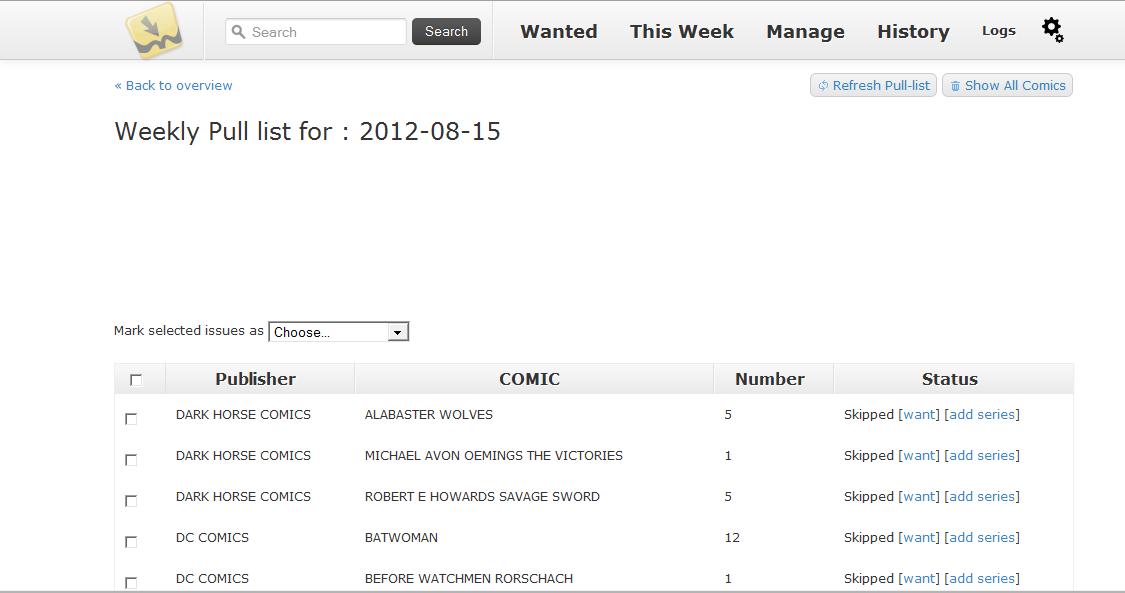 Search Search Wanted This Week Manage History Logs
« Back to overview Refresh Pull-list Show All Comics
Weekly Pull list for : 2012-08-15
Mark selected issues as Choose...
Publisher COMIC Number Status
DARK HORSE COMICS ALABASTER WOLVES 5 Skipped [want] [add series]
DARK HORSE COMICS MICHAEL AVON OEMINGS THE VICTORIES 1 Skipped [want] [add series]
DARK HORSE COMICS ROBERT E HOWARDS SAVAGE SWORD 5 Skipped [want] [add series]
DC COMICS BATWOMAN 12 Skipped [want] [add series]
DC COMICS BEFORE WATCHMEN RORSCHACH 1 Skipped [want] [add series]